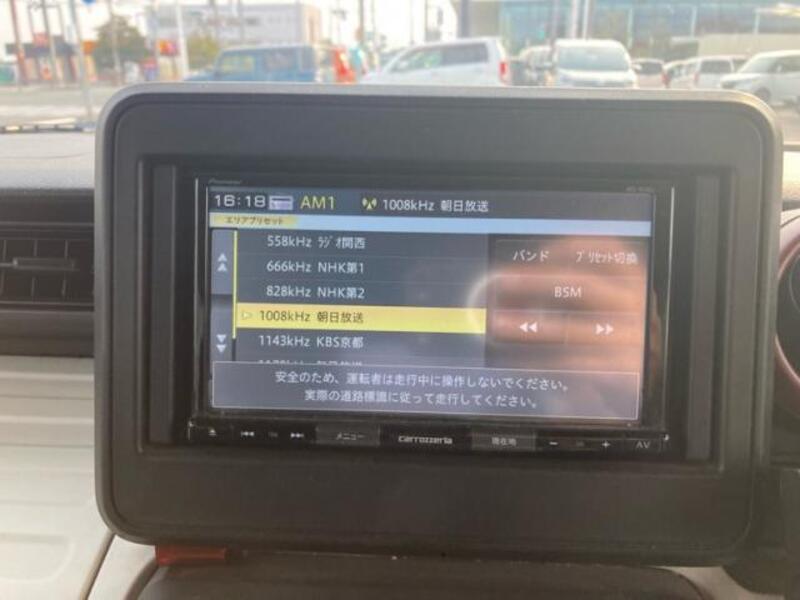 Pioneer
16:18 AM1 1008kHz 朝日放送
エリアプリセット
558kHz ﾗｼﾞｵ関西
666kHz NHK第1
828kHz NHK第2
1008kHz 朝日放送
1143kHz KBS京都
バンド ﾌﾟﾘｾｯﾄ切換
BSM
安全のため、運転者は走行中に操作しないでください。
実際の道路標識に従って走行してください。
メニュー carrozzeria 現在地 AV